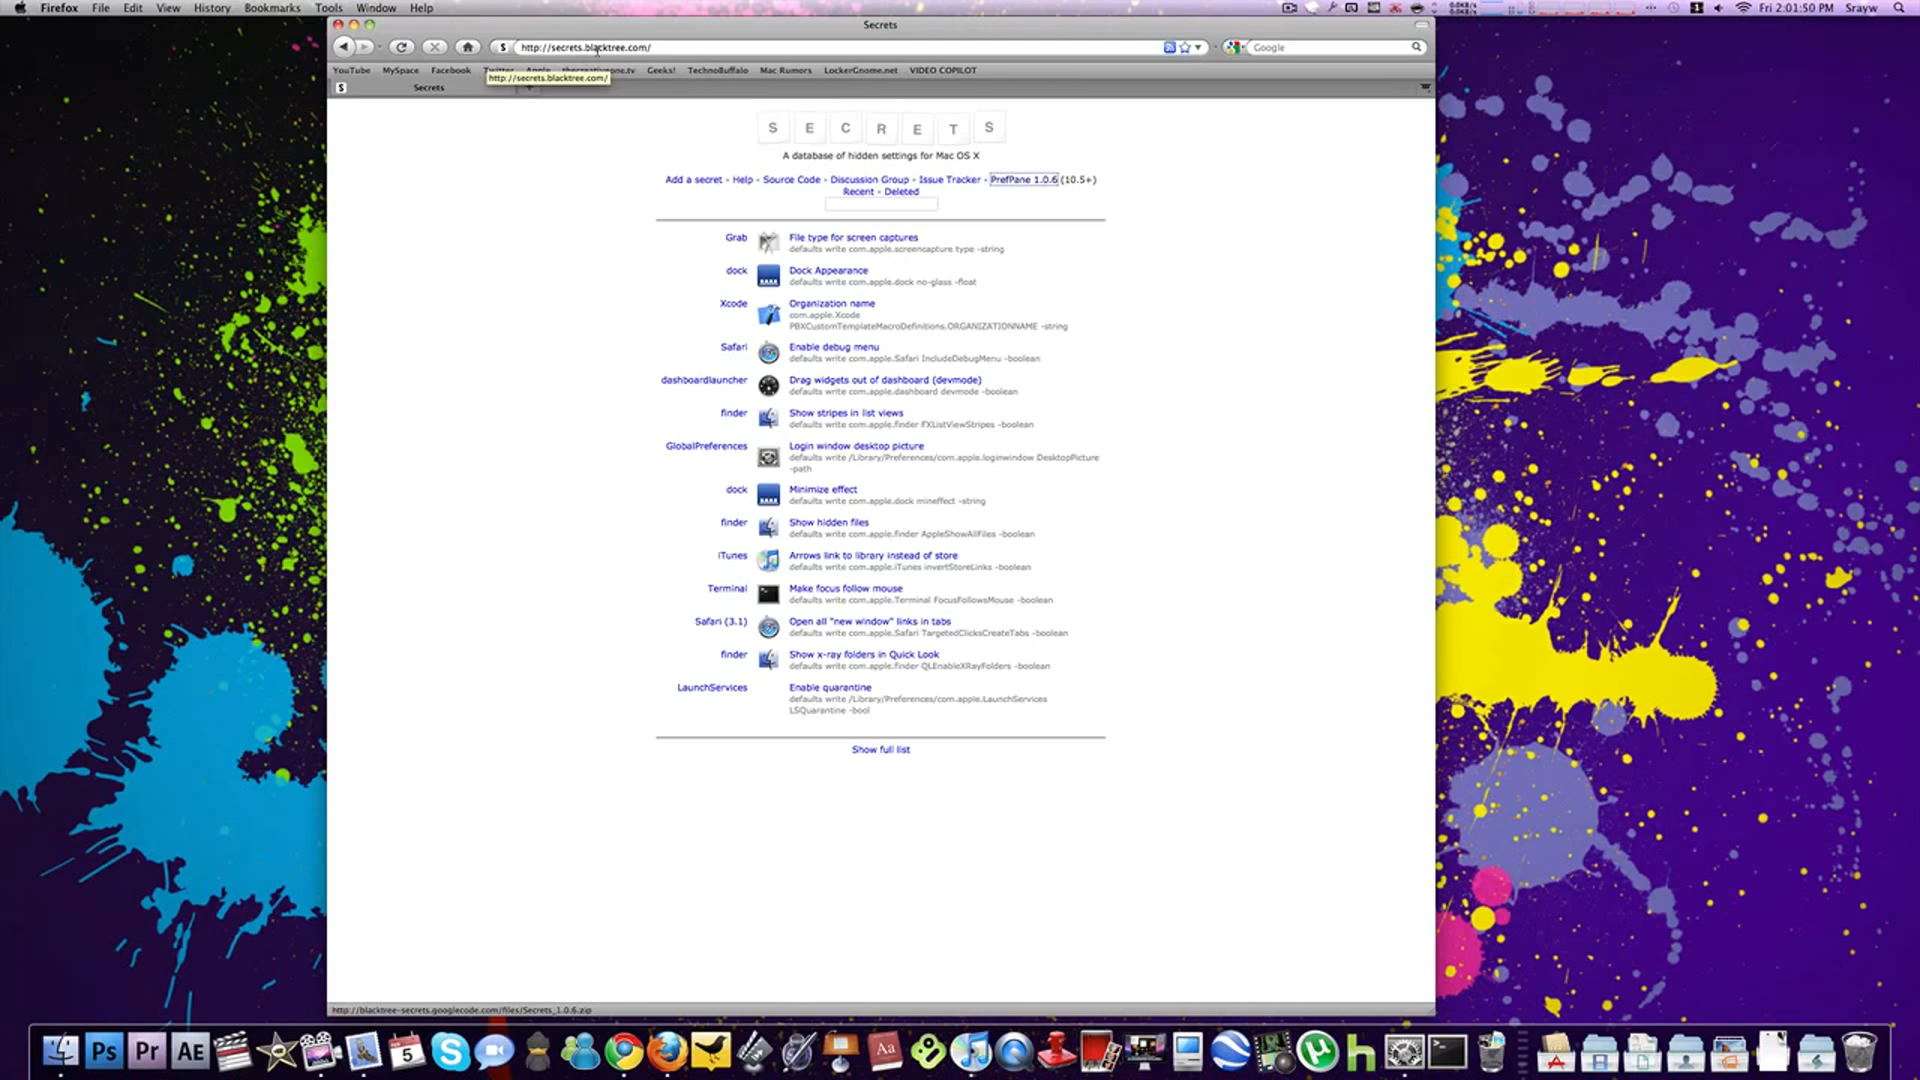 Firefox File Edit View History Bookmarks Tools Window Help
Fri 2:01:50 PM Srayw
Secrets
http://secrets.blacktree.com/
Google
YouTube MySpace Facebook Twitter Apple thecreativeone.tv Geeks! TechnoBuffalo Mac Rumors LockerGnome.net VIDEO COPILOT
http://secrets.blacktree.com/
Secrets
SECRETS
A database of hidden settings for Mac OS X
Add a secret - Help - Source Code - Discussion Group - Issue Tracker - PrefPane 1.0.6 (10.5+)
Recent - Deleted
Grab File type for screen captures
defaults write com.apple.screencapture type -string
dock Dock Appearance
defaults write com.apple.dock no-glass -float
Xcode Organization name
com.apple.Xcode
PBXCustomTemplateMacroDefinitions.ORGANIZATIONNAME -string
Safari Enable debug menu
defaults write com.apple.Safari IncludeDebugMenu -boolean
dashboardlauncher Drag widgets out of dashboard (devmode)
defaults write com.apple.dashboard devmode -boolean
finder Show stripes in list views
defaults write com.apple.finder FXListViewStripes -boolean
GlobalPreferences Login window desktop picture
defaults write /Library/Preferences/com.apple.loginwindow DesktopPicture
-path
dock Minimize effect
defaults write com.apple.dock mineffect -string
finder Show hidden files
defaults write com.apple.finder AppleShowAllFiles -boolean
iTunes Arrows link to library instead of store
defaults write com.apple.iTunes invertStoreLinks -boolean
Terminal Make focus follow mouse
defaults write com.apple.Terminal FocusFollowsMouse -boolean
Safari (3.1) Open all "new window" links in tabs
defaults write com.apple.Safari TargetedClicksCreateTabs -boolean
finder Show x-ray folders in Quick Look
defaults write com.apple.finder QLEnableXRayFolders -boolean
LaunchServices Enable quarantine
defaults write /Library/Preferences/com.apple.LaunchServices
LSQuarantine -bool
Show full list
http://blacktree-secrets.googlecode.com/files/Secrets_1.0.6.zip
Ps Pr AE 5 Aa h